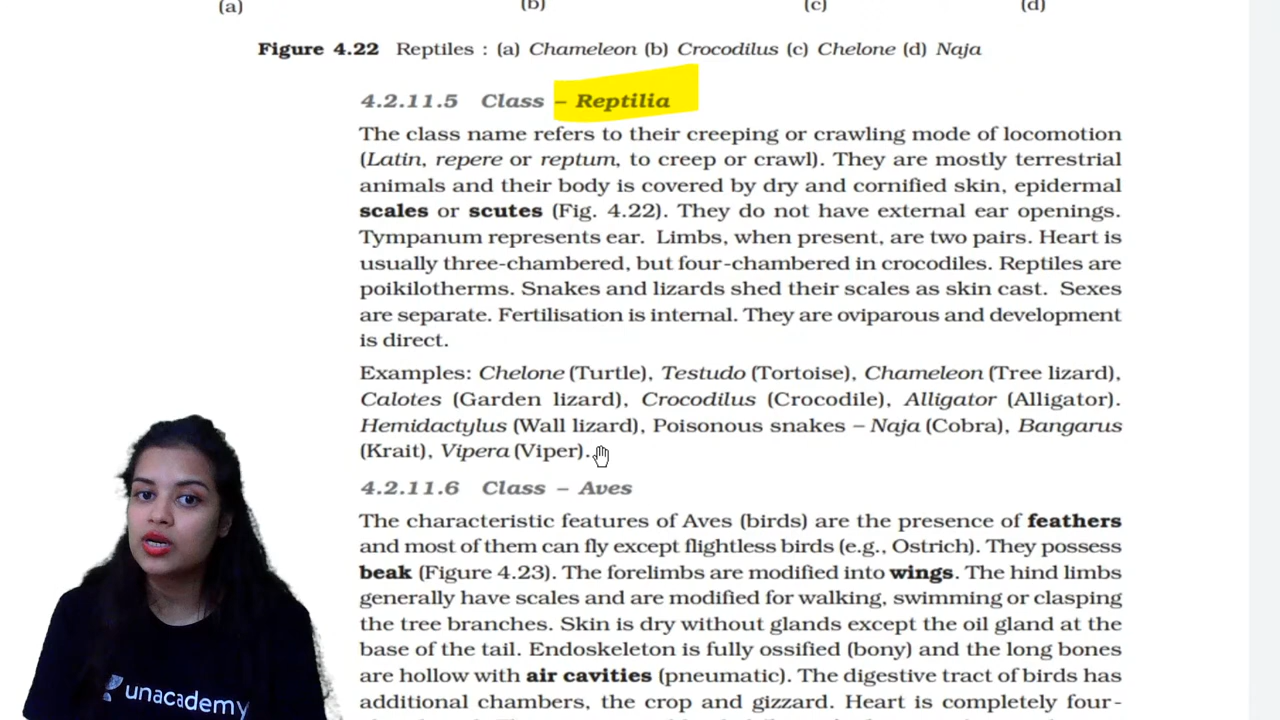 (a) (b) (c) (d)
Figure 4.22 Reptiles : (a) Chameleon (b) Crocodilus (c) Chelone (d) Naja
4.2.11.5 Class – Reptilia
The class name refers to their creeping or crawling mode of locomotion
(Latin, repere or reptum, to creep or crawl). They are mostly terrestrial
animals and their body is covered by dry and cornified skin, epidermal
scales or scutes (Fig. 4.22). They do not have external ear openings.
Tympanum represents ear. Limbs, when present, are two pairs. Heart is
usually three-chambered, but four-chambered in crocodiles. Reptiles are
poikilotherms. Snakes and lizards shed their scales as skin cast. Sexes
are separate. Fertilisation is internal. They are oviparous and development
is direct.
Examples: Chelone (Turtle), Testudo (Tortoise), Chameleon (Tree lizard),
Calotes (Garden lizard), Crocodilus (Crocodile), Alligator (Alligator).
Hemidactylus (Wall lizard), Poisonous snakes – Naja (Cobra), Bangarus
(Krait), Vipera (Viper).
4.2.11.6 Class – Aves
The characteristic features of Aves (birds) are the presence of feathers
and most of them can fly except flightless birds (e.g., Ostrich). They possess
beak (Figure 4.23). The forelimbs are modified into wings. The hind limbs
generally have scales and are modified for walking, swimming or clasping
the tree branches. Skin is dry without glands except the oil gland at the
base of the tail. Endoskeleton is fully ossified (bony) and the long bones
are hollow with air cavities (pneumatic). The digestive tract of birds has
additional chambers, the crop and gizzard. Heart is completely four-
unacademy